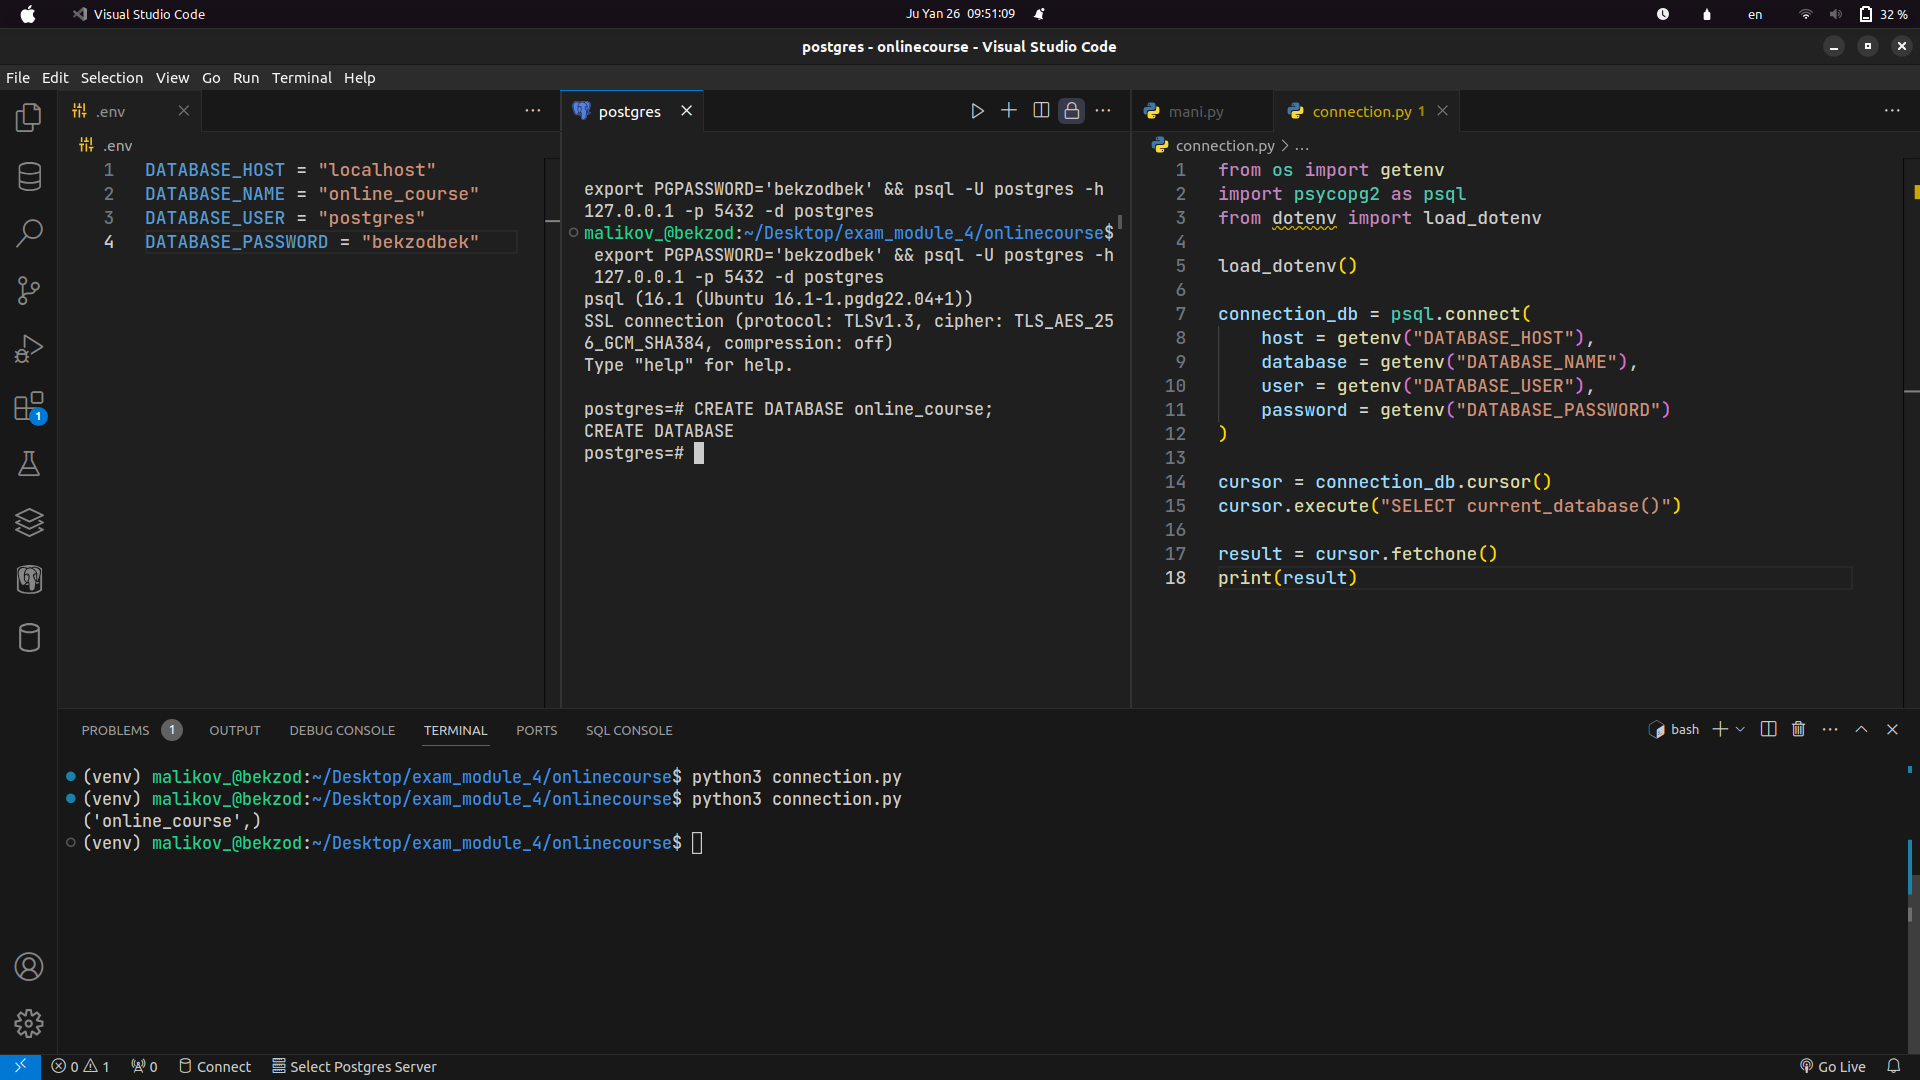 Visual Studio Code
Ju Yan 26 09:51:09
en
32 %
postgres - onlinecourse - Visual Studio Code
File Edit Selection View Go Run Terminal Help
.env
.env
1 DATABASE_HOST = "localhost"
2 DATABASE_NAME = "online_course"
3 DATABASE_USER = "postgres"
4 DATABASE_PASSWORD = "bekzodbek"
postgres
export PGPASSWORD='bekzodbek' && psql -U postgres -h
127.0.0.1 -p 5432 -d postgres
malikov_@bekzod:~/Desktop/exam_module_4/onlinecourse$
export PGPASSWORD='bekzodbek' && psql -U postgres -h
127.0.0.1 -p 5432 -d postgres
psql (16.1 (Ubuntu 16.1-1.pgdg22.04+1))
SSL connection (protocol: TLSv1.3, cipher: TLS_AES_25
6_GCM_SHA384, compression: off)
Type "help" for help.
postgres=# CREATE DATABASE online_course;
CREATE DATABASE
postgres=#
mani.py
connection.py 1
connection.py > ...
1 from os import getenv
2 import psycopg2 as psql
3 from dotenv import load_dotenv
4
5 load_dotenv()
6
7 connection_db = psql.connect(
8 host = getenv("DATABASE_HOST"),
9 database = getenv("DATABASE_NAME"),
10 user = getenv("DATABASE_USER"),
11 password = getenv("DATABASE_PASSWORD")
12 )
13
14 cursor = connection_db.cursor()
15 cursor.execute("SELECT current_database()")
16
17 result = cursor.fetchone()
18 print(result)
1
PROBLEMS 1 OUTPUT DEBUG CONSOLE TERMINAL PORTS SQL CONSOLE
bash
(venv) malikov_@bekzod:~/Desktop/exam_module_4/onlinecourse$ python3 connection.py
(venv) malikov_@bekzod:~/Desktop/exam_module_4/onlinecourse$ python3 connection.py
('online_course',)
(venv) malikov_@bekzod:~/Desktop/exam_module_4/onlinecourse$
0 1 0 Connect Select Postgres Server
Go Live